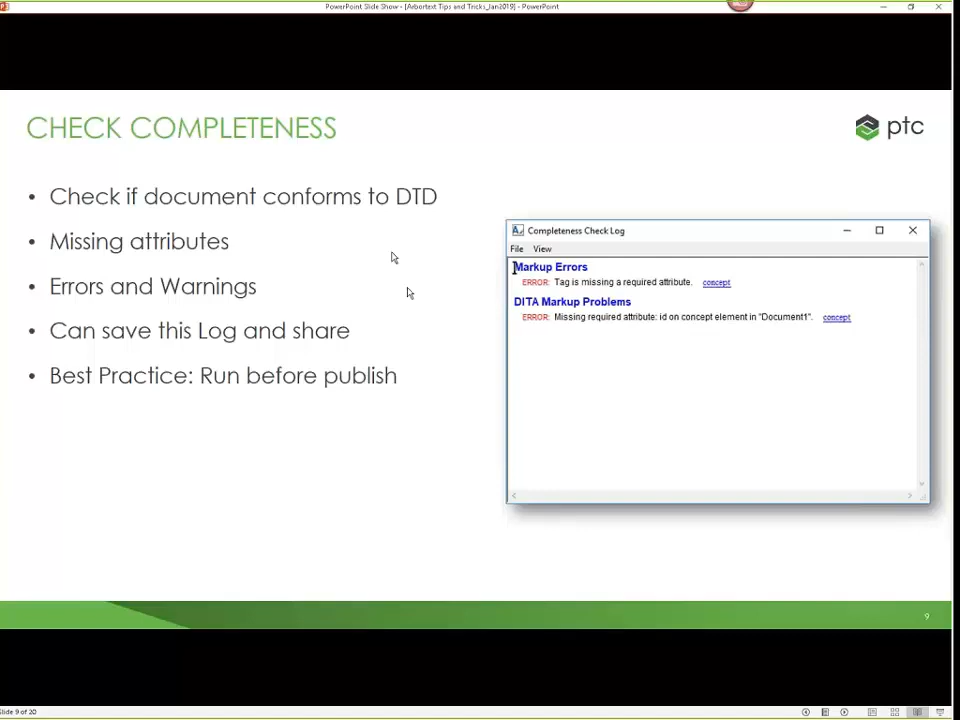 PowerPoint Slide Show - [Arbortext Tips and Tricks_Jan2019] - PowerPoint
CHECK COMPLETENESS
ptc
• Check if document conforms to DTD
• Missing attributes
• Errors and Warnings
• Can save this Log and share
• Best Practice: Run before publish
Completeness Check Log
File View
Markup Errors
ERROR: Tag is missing a required attribute. concept
DITA Markup Problems
ERROR: Missing required attribute: id on concept element in "Document1". concept
9
Slide 9 of 20